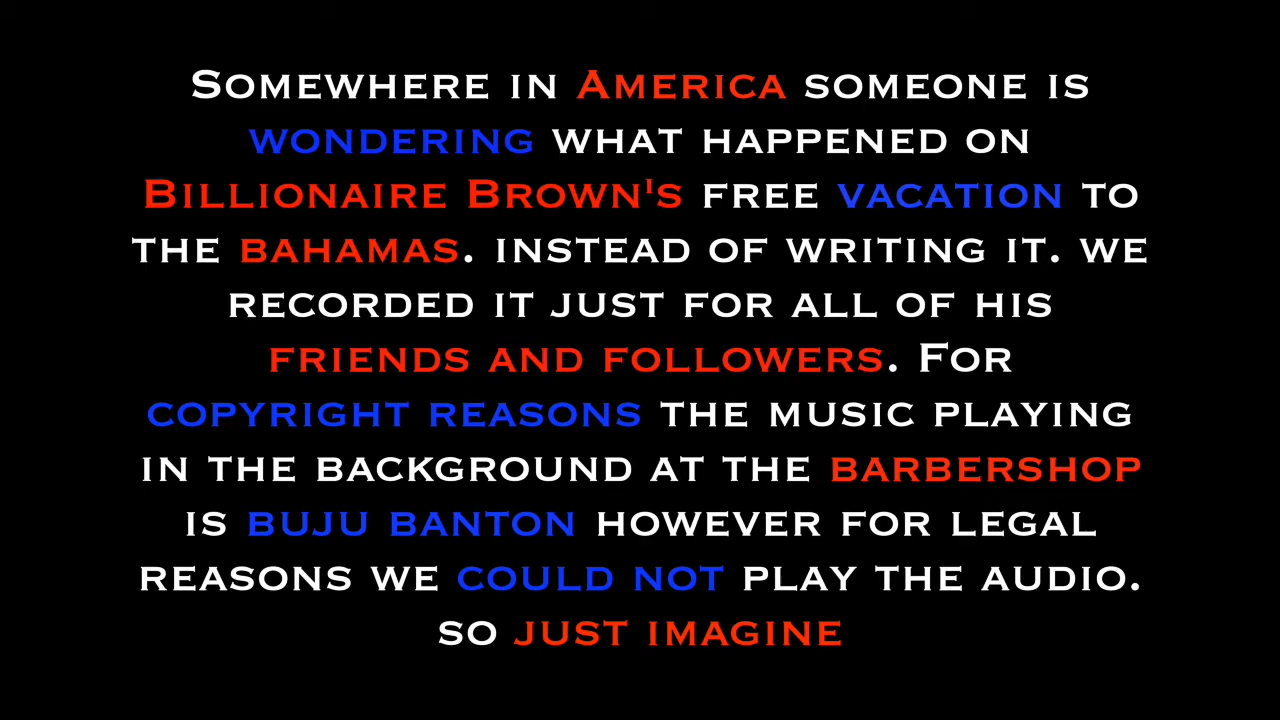 Somewhere in America someone is
wondering what happened on
Billionaire Brown's free vacation to
the bahamas. instead of writing it. we
recorded it just for all of his
friends and followers. For
copyright reasons the music playing
in the background at the barbershop
is buju banton however for legal
reasons we could not play the audio.
so just imagine